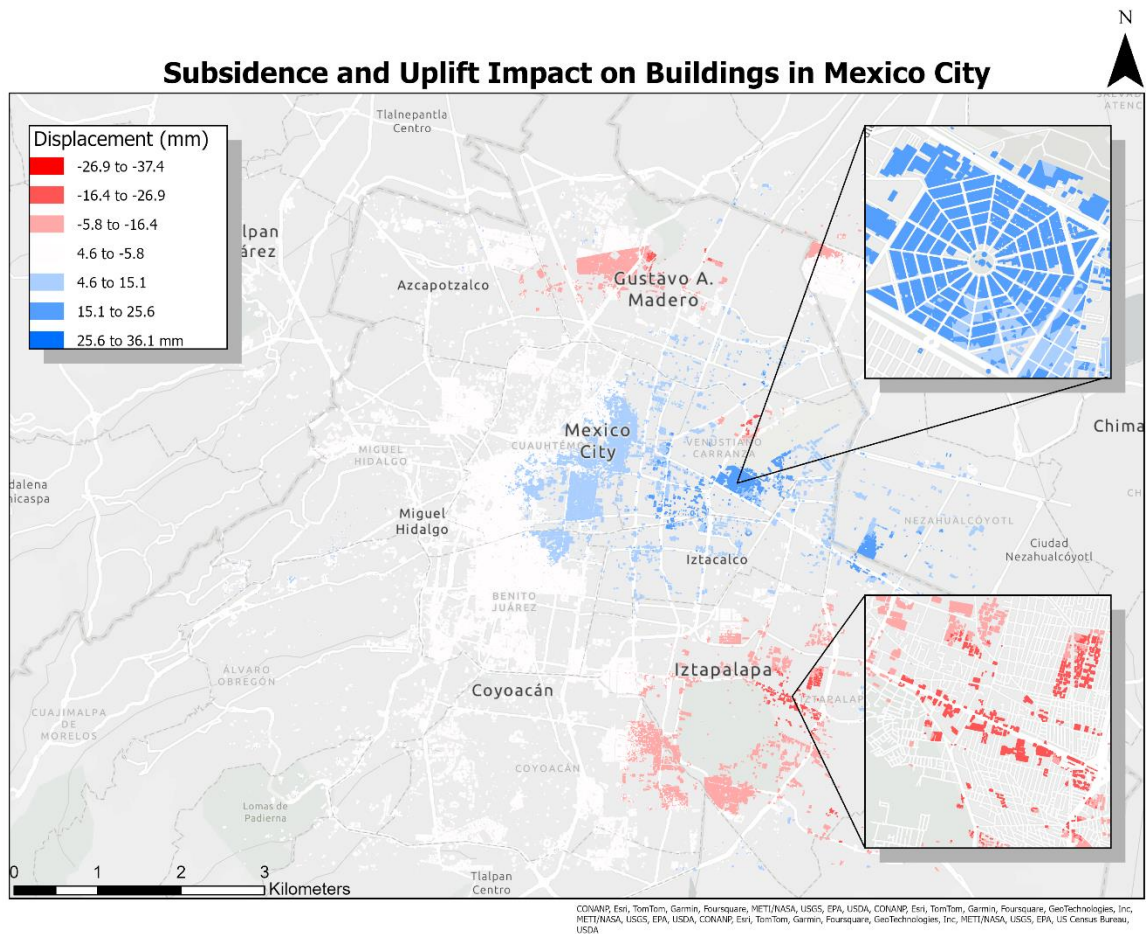 N
Subsidence and Uplift Impact on Buildings in Mexico City
Displacement (mm)
-26.9 to -37.4
-16.4 to -26.9
-5.8 to -16.4
4.6 to -5.8
4.6 to 15.1
15.1 to 25.6
25.6 to 36.1 mm
Tlalnepantla
Centro
ATENC
lpan
árez
Azcapotzalco
Gustavo A.
Madero
Mexico
City
CUAUHTÉMO
VENUSTIANO
CARRANZA
Chima
MIGUEL
HIDALGO
dalena
hicaspa
Miguel
Hidalgo
NEZAHUALCÓYOTL
Ciudad
Nezahualcóyotl
Iztacalco
BENITO
JUÁREZ
Iztapalapa
ZTAPALAP
ÁLVARO
OBREGÓN
Coyoacán
CUAJIMALPA
DE
MORELOS
COYOACÁN
Lomas de
Padierna
Tlalpan
Centro
0 1 2 3
Kilometers
CONANP, Esri, TomTom, Garmin, Foursquare, METI/NASA, USGS, EPA, USDA, CONANP, Esri, TomTom, Garmin, Foursquare, GeoTechnologies, Inc,
METI/NASA, USGS, EPA, USDA, CONANP, Esri, TomTom, Garmin, Foursquare, GeoTechnologies, Inc, METI/NASA, USGS, EPA, US Census Bureau,
USDA